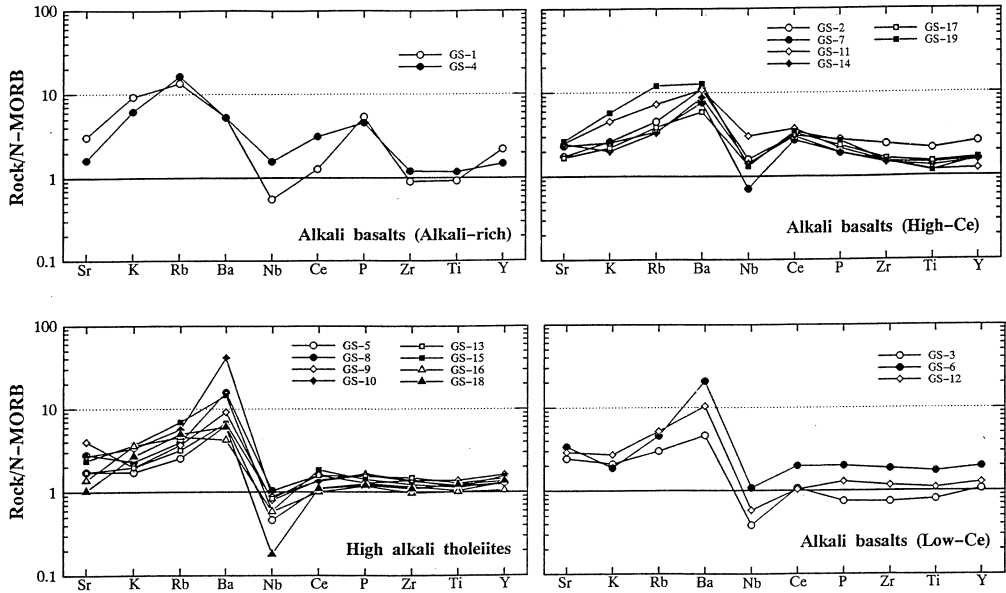 100
10
1
0.1
Rock/N-MORB
GS-1
GS-4
Alkali basalts (Alkali-rich)
Sr K Rb Ba Nb Ce P Zr Ti Y
GS-2 GS-17
GS-7 GS-19
GS-11
GS-14
Alkali basalts (High-Ce)
Sr K Rb Ba Nb Ce P Zr Ti Y
100
10
1
0.1
Rock/N-MORB
GS-5 GS-13
GS-8 GS-15
GS-9 GS-16
GS-10 GS-18
High alkali tholeiites
Sr K Rb Ba Nb Ce P Zr Ti Y
GS-3
GS-6
GS-12
Alkali basalts (Low-Ce)
Sr K Rb Ba Nb Ce P Zr Ti Y